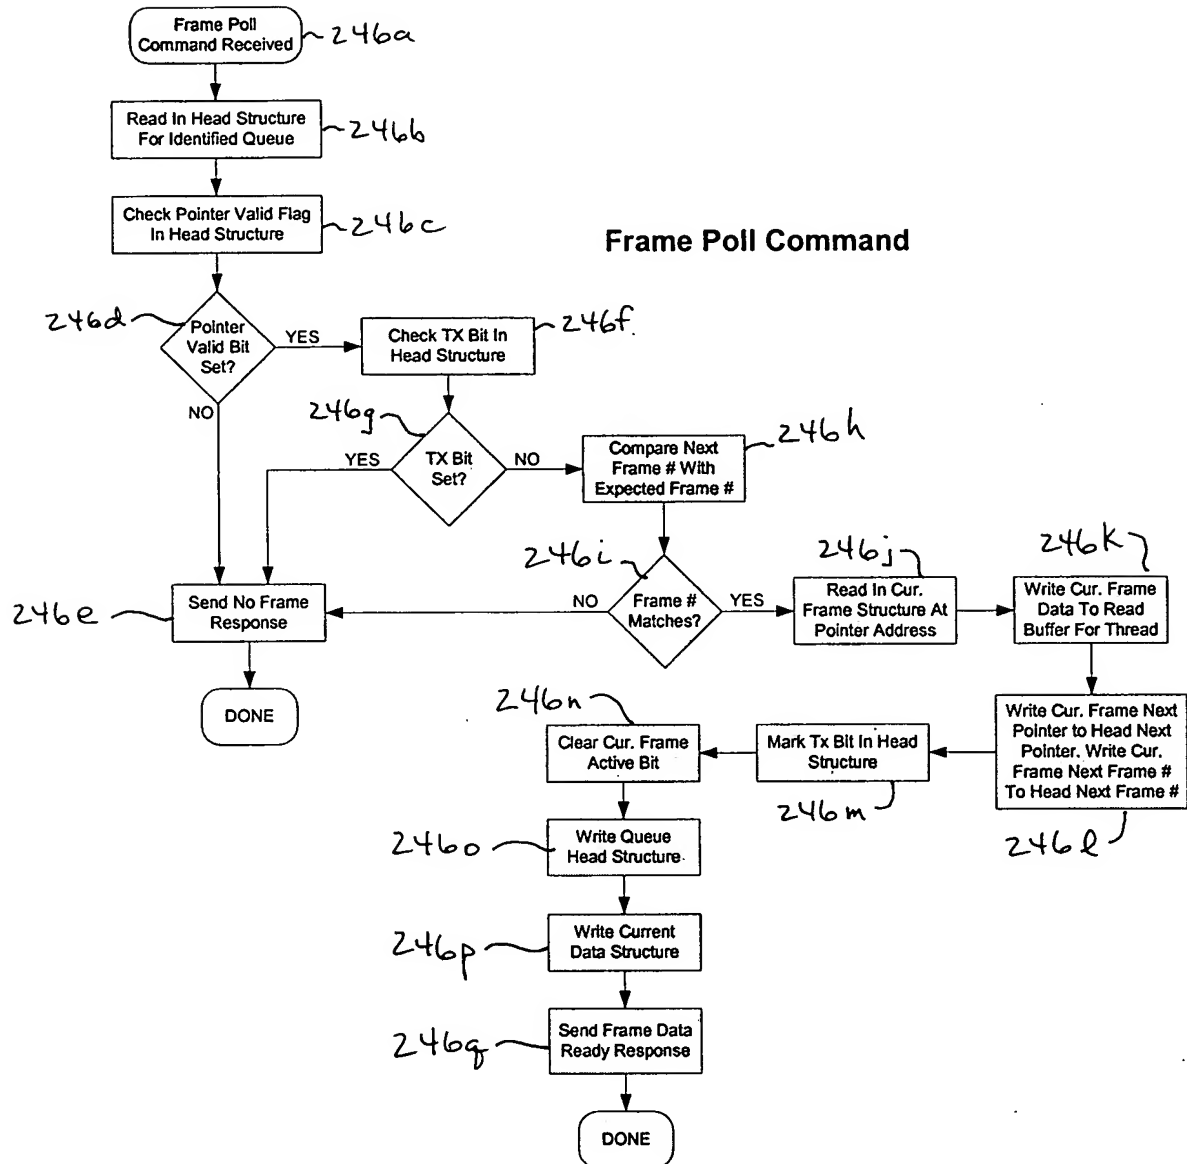 Frame Poll
Command Received
246a
Read In Head Structure
For Identified Queue
246b
Check Pointer Valid Flag
In Head Structure
246c
Frame Poll Command
246d
Pointer
Valid Bit
Set?
YES
NO
Check TX Bit In
Head Structure
246f.
246g
TX Bit
Set?
YES
NO
Compare Next
Frame # With
Expected Frame #
246h
246i
Frame #
Matches?
NO
YES
246j
Read In Cur.
Frame Structure At
Pointer Address
246k
Write Cur. Frame
Data To Read
Buffer For Thread
246e
Send No Frame
Response
DONE
Write Cur. Frame Next
Pointer to Head Next
Pointer. Write Cur.
Frame Next Frame #
To Head Next Frame #
246l
Mark Tx Bit In Head
Structure
246m
246n
Clear Cur. Frame
Active Bit
246o
Write Queue
Head Structure
246p
Write Current
Data Structure
246q
Send Frame Data
Ready Response
DONE